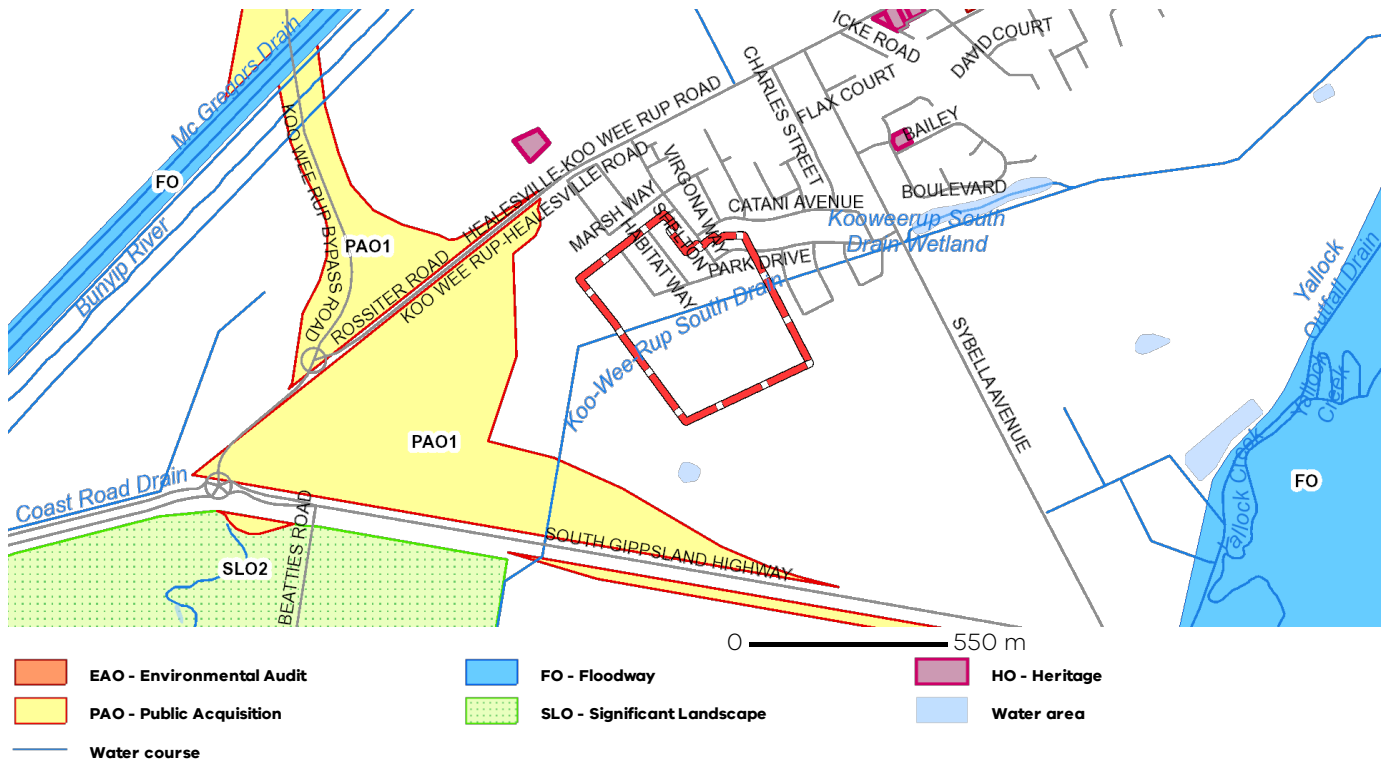 Mc Gregors Drain
ICKE ROAD
DAVID COURT
CHARLES STREET
FLAX COURT
HEALESVILLE-KOO WEE RUP ROAD
KOO WEE RUP BYPASS ROAD
BAILEY
FO
VIRGONA WAY
BOULEVARD
MARSH WAY
CATANI AVENUE
SHELTON
Kooweerup South
Drain Wetland
PAO1
HABITAT WAY
PARK DRIVE
Bunyip River
ROSSITER ROAD
KOO WEE RUP-HEALESVILLE ROAD
Yallock
Outfall Drain
Koo-Wee-Rup South Drain
SYBELLA AVENUE
Yallock
Creek
PAO1
Coast Road Drain
Yallock Creek
FO
SOUTH GIPPSLAND HIGHWAY
BEATTIES ROAD
SLO2
0 550 m
EAO - Environmental Audit
FO - Floodway
HO - Heritage
PAO - Public Acquisition
SLO - Significant Landscape
Water area
Water course